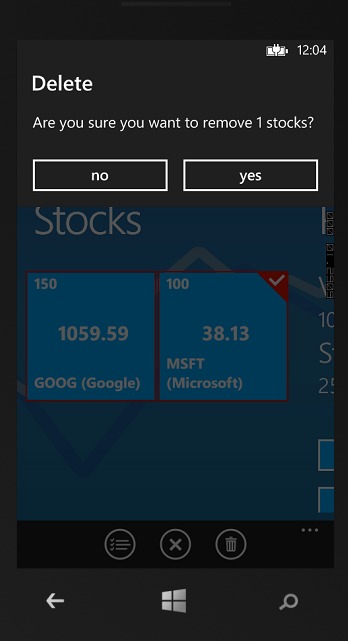 12:04
Delete
Are you sure you want to remove 1 stocks?
no
yes
Stocks
150
1059.59
GOOG (Google)
100
38.13
MSFT
(Microsoft)
10
St
25